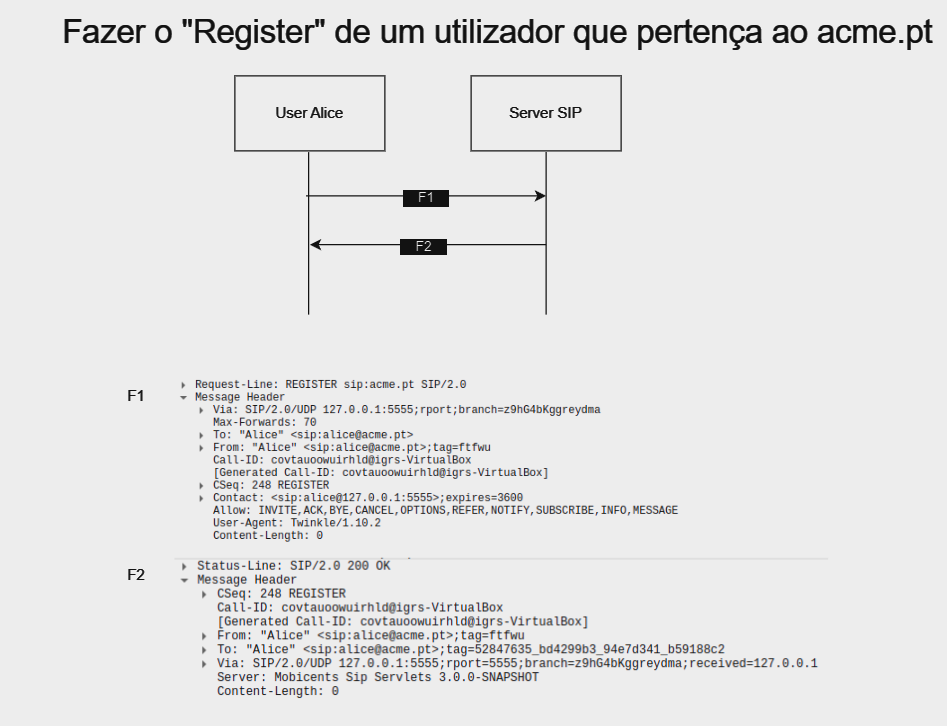 Fazer o "Register" de um utilizador que pertença ao acme.pt
User Alice
Server SIP
F1
F2
F1
Request-Line: REGISTER sip:acme.pt SIP/2.0
Message Header
Via: SIP/2.0/UDP 127.0.0.1:5555;rport;branch=z9hG4bKggreydma
Max-Forwards: 70
To: "Alice" <sip:alice@acme.pt>
From: "Alice" <sip:alice@acme.pt>;tag=ftfwu
Call-ID: covtauoowuirhld@igrs-VirtualBox
[Generated Call-ID: covtauoowuirhld@igrs-VirtualBox]
CSeq: 248 REGISTER
Contact: <sip:alice@127.0.0.1:5555>;expires=3600
Allow: INVITE,ACK,BYE,CANCEL,OPTIONS,REFER,NOTIFY,SUBSCRIBE,INFO,MESSAGE
User-Agent: Twinkle/1.10.2
Content-Length: 0
F2
Status-Line: SIP/2.0 200 OK
Message Header
CSeq: 248 REGISTER
Call-ID: covtauoowuirhld@igrs-VirtualBox
[Generated Call-ID: covtauoowuirhld@igrs-VirtualBox]
From: "Alice" <sip:alice@acme.pt>;tag=ftfwu
To: "Alice" <sip:alice@acme.pt>;tag=52847635_bd4299b3_94e7d341_b59188c2
Via: SIP/2.0/UDP 127.0.0.1:5555;rport=5555;branch=z9hG4bKggreydma;received=127.0.0.1
Server: Mobicents Sip Servlets 3.0.0-SNAPSHOT
Content-Length: 0